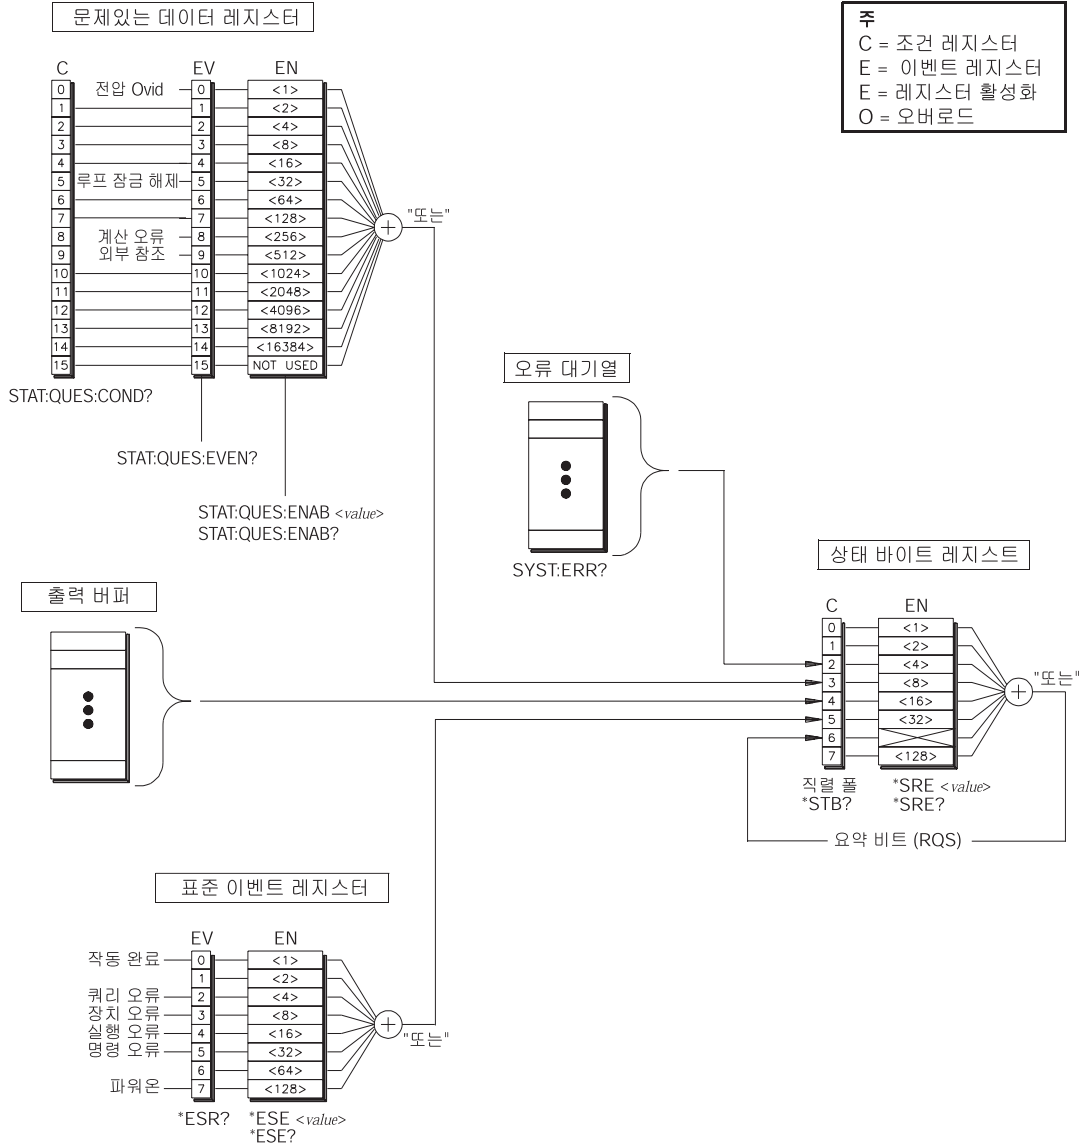 문제있는 데이터 레지스터
주
C = 조건 레지스터
E = 이벤트 레지스터
E = 레지스터 활성화
O = 오버로드
C EV EN
0 전압 Ovld 0 <1>
1 1 <2>
2 2 <4>
3 3 <8>
4 4 <16>
5 루프 잠금 해제 5 <32>
6 6 <64>
7 7 <128>
8 계산 오류 8 <256>
9 외부 참조 9 <512>
10 10 <1024>
11 11 <2048>
12 12 <4096>
13 13 <8192>
14 14 <16384>
15 15 NOT USED
"또는"
STAT:QUES:COND?
STAT:QUES:EVEN?
STAT:QUES:ENAB <value>
STAT:QUES:ENAB?
오류 대기열
SYST:ERR?
출력 버퍼
상태 바이트 레지스트
C EN
0 <1>
1 <2>
2 <4>
3 <8>
4 <16>
5 <32>
6
7 <128>
"또는"
직렬 폴
*STB?
*SRE <value>
*SRE?
요약 비트 (RQS)
표준 이벤트 레지스터
EV EN
작동 완료 0 <1>
1 <2>
쿼리 오류 2 <4>
장치 오류 3 <8>
실행 오류 4 <16>
명령 오류 5 <32>
6 <64>
파워온 7 <128>
"또는"
*ESR?
*ESE <value>
*ESE?